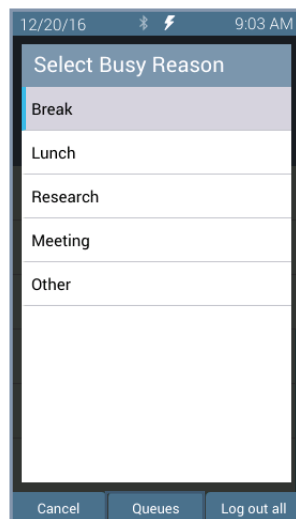 12/20/16 9:03 AM
Select Busy Reason
Break
Lunch
Research
Meeting
Other
Cancel Queues Log out all